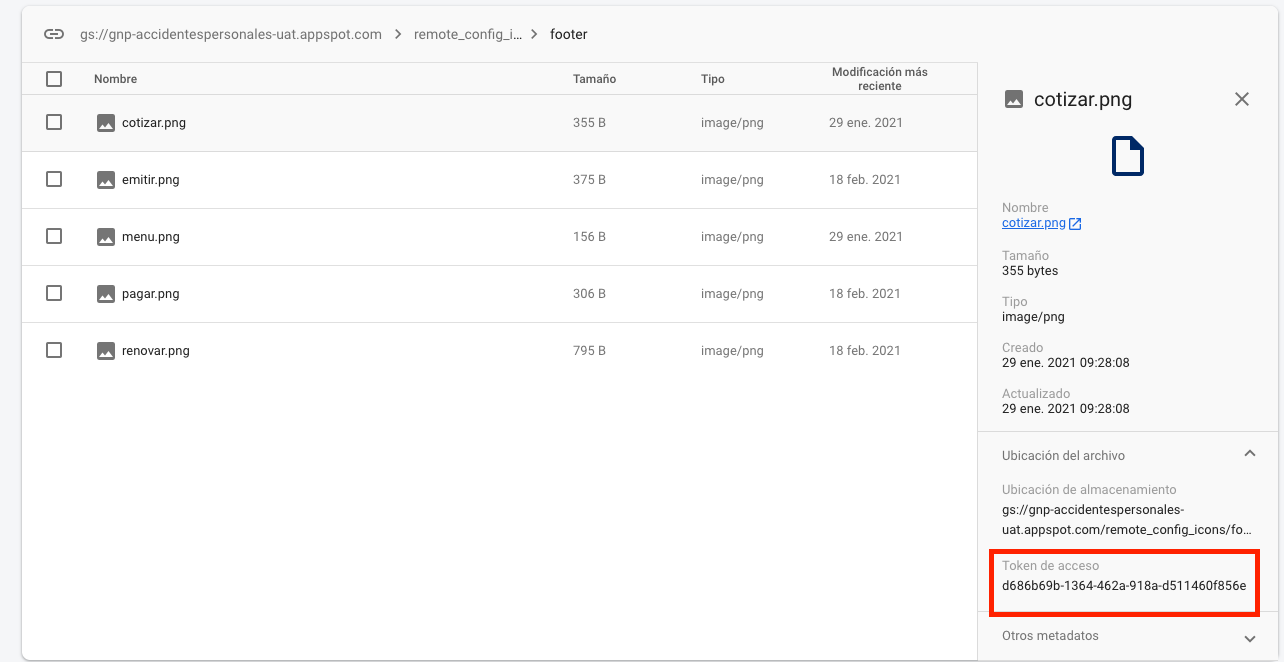 gs://gnp-accidentespersonales-uat.appspot.com > remote_config_i... > footer
Nombre Tamaño Tipo Modificación más reciente
cotizar.png 355 B image/png 29 ene. 2021
emitir.png 375 B image/png 18 feb. 2021
menu.png 156 B image/png 29 ene. 2021
pagar.png 306 B image/png 18 feb. 2021
renovar.png 795 B image/png 18 feb. 2021
cotizar.png
Nombre
cotizar.png
Tamaño
355 bytes
Tipo
image/png
Creado
29 ene. 2021 09:28:08
Actualizado
29 ene. 2021 09:28:08
Ubicación del archivo
Ubicación de almacenamiento
gs://gnp-accidentespersonales-
uat.appspot.com/remote_config_icons/fo...
Token de acceso
d686b69b-1364-462a-918a-d511460f856e
Otros metadatos